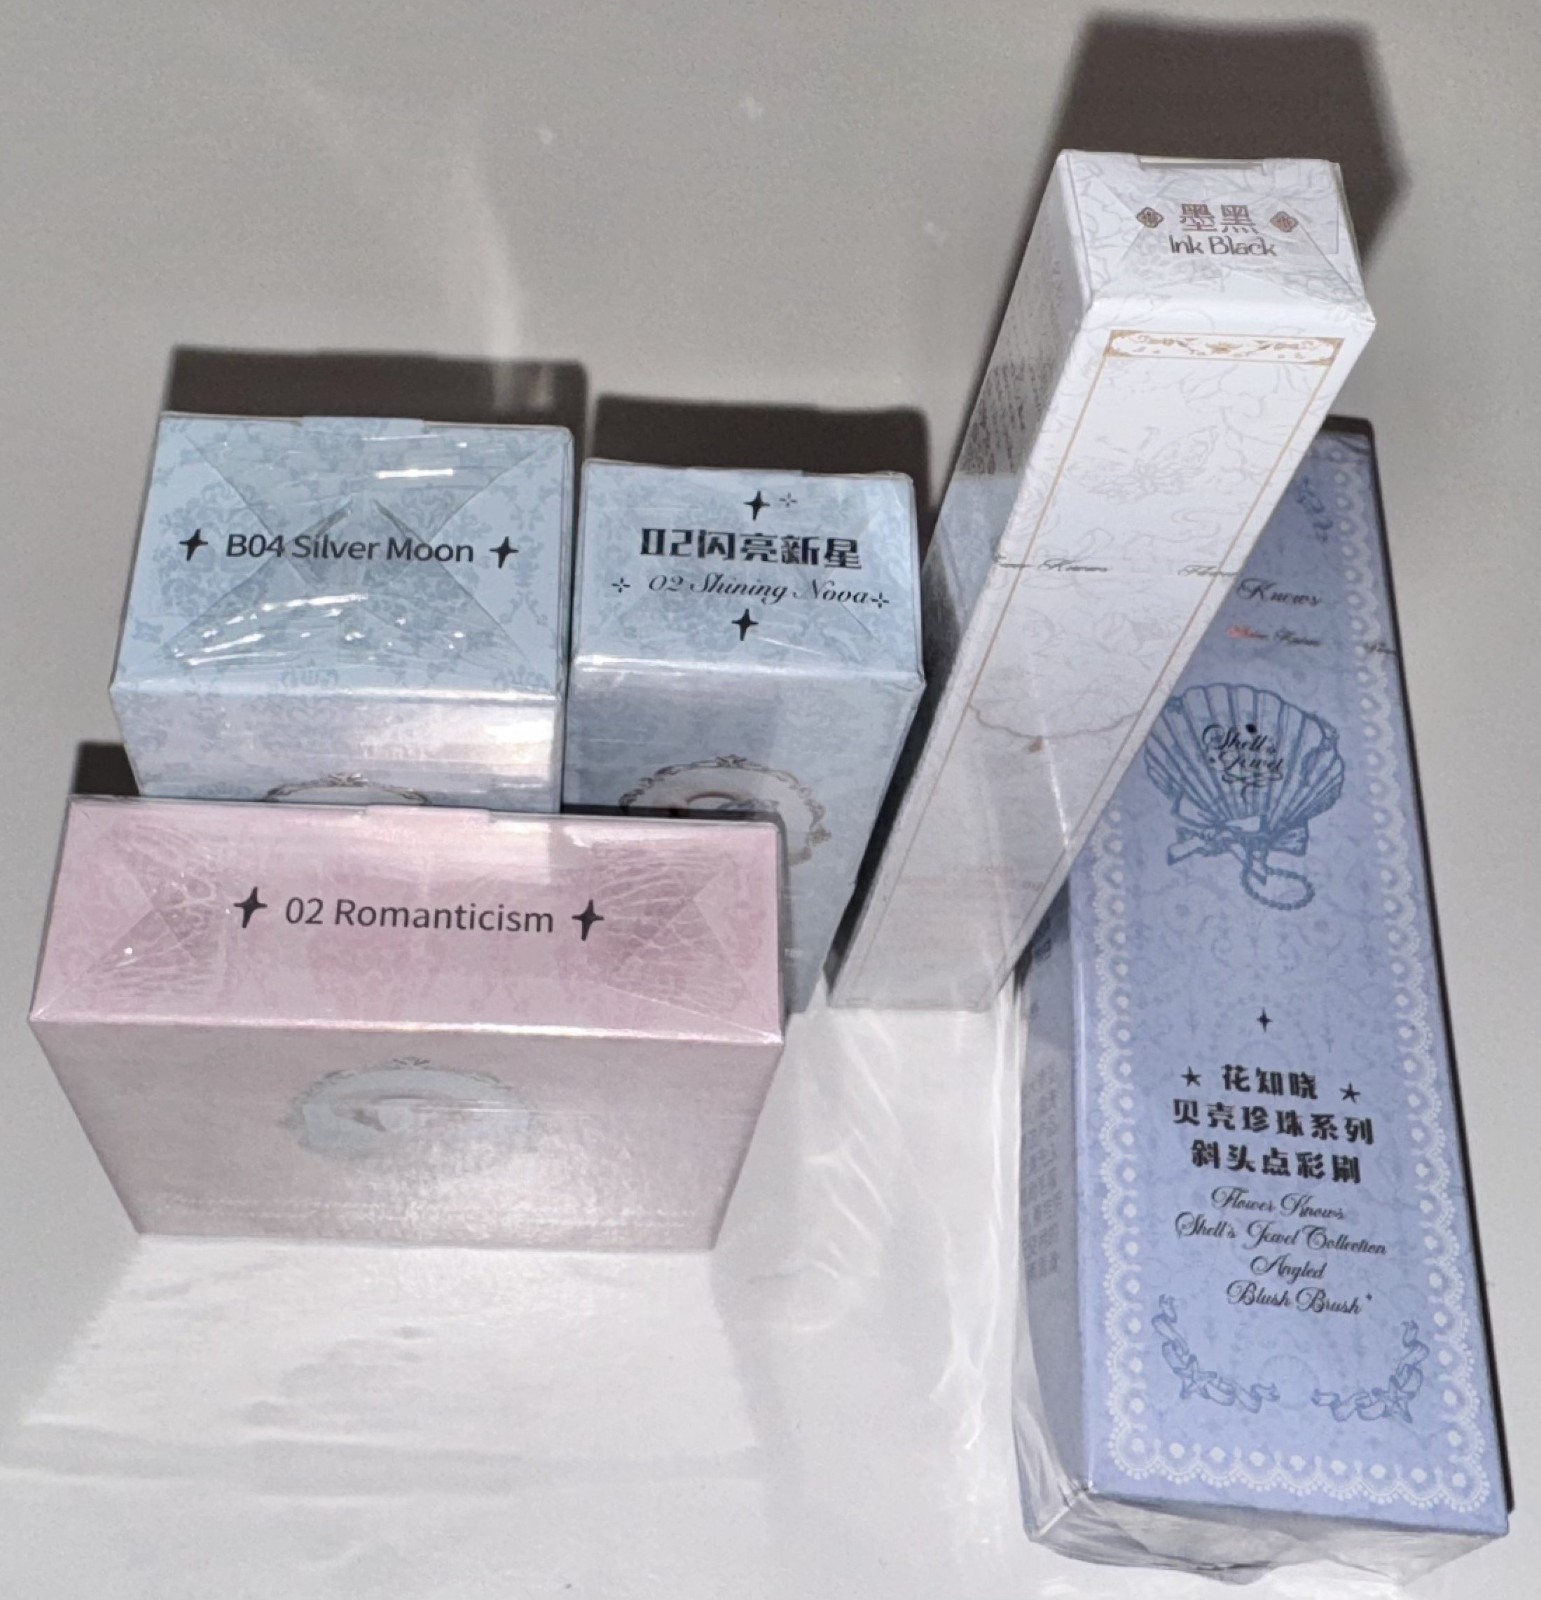 墨黑
Ink Black
B04 Silver Moon
02闪亮新星
02 Shining Nova
02 Romanticism
Knows
Shell's
Jewel
花知晓
贝壳珍珠系列
斜头点彩刷
Flower Knows
Shell's Jewel Collection
Angled
Blush Brush